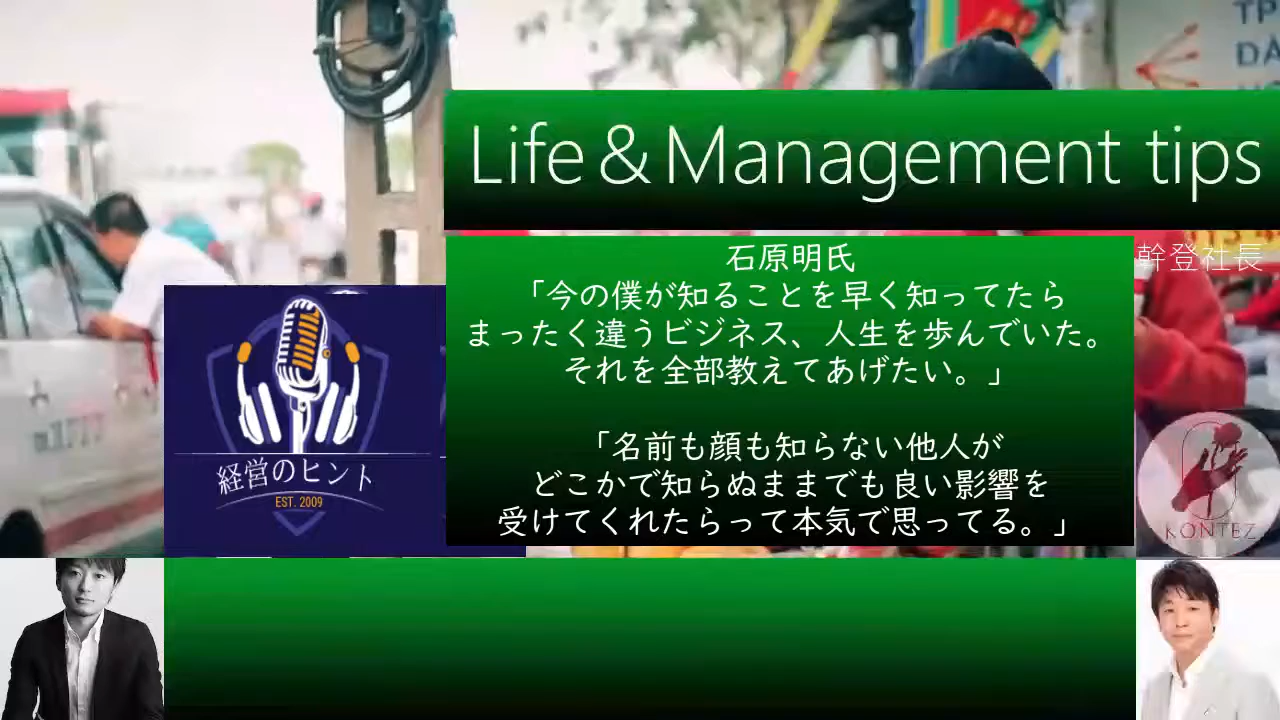 TP
ĐÀ
Life＆Management tips
幹登社長
石原明氏
「今の僕が知ることを早く知ってたら
まったく違うビジネス、人生を歩んでいた。
それを全部教えてあげたい。」
「名前も顔も知らない他人が
どこかで知らぬままでも良い影響を
受けてくれたらって本気で思ってる。」
経営のヒント
EST. 2009
KONTEZ